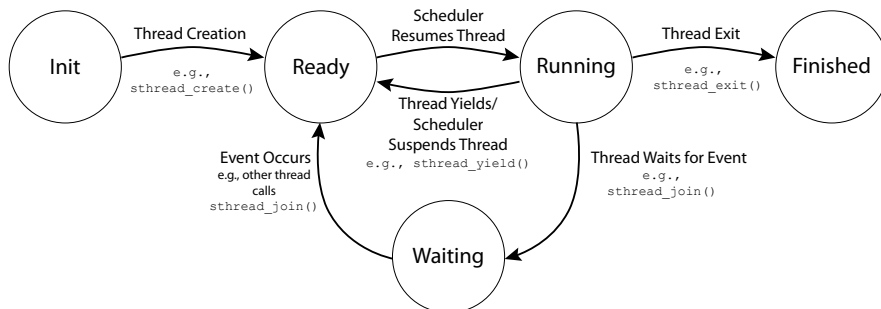 Init
Thread Creation
e.g.,
sthread_create()
Ready
Scheduler
Resumes Thread
Thread Yields/
Scheduler
Suspends Thread
e.g., sthread_yield()
Running
Thread Exit
e.g.,
sthread_exit()
Finished
Event Occurs
e.g., other thread
calls
sthread_join()
Thread Waits for Event
e.g.,
sthread_join()
Waiting